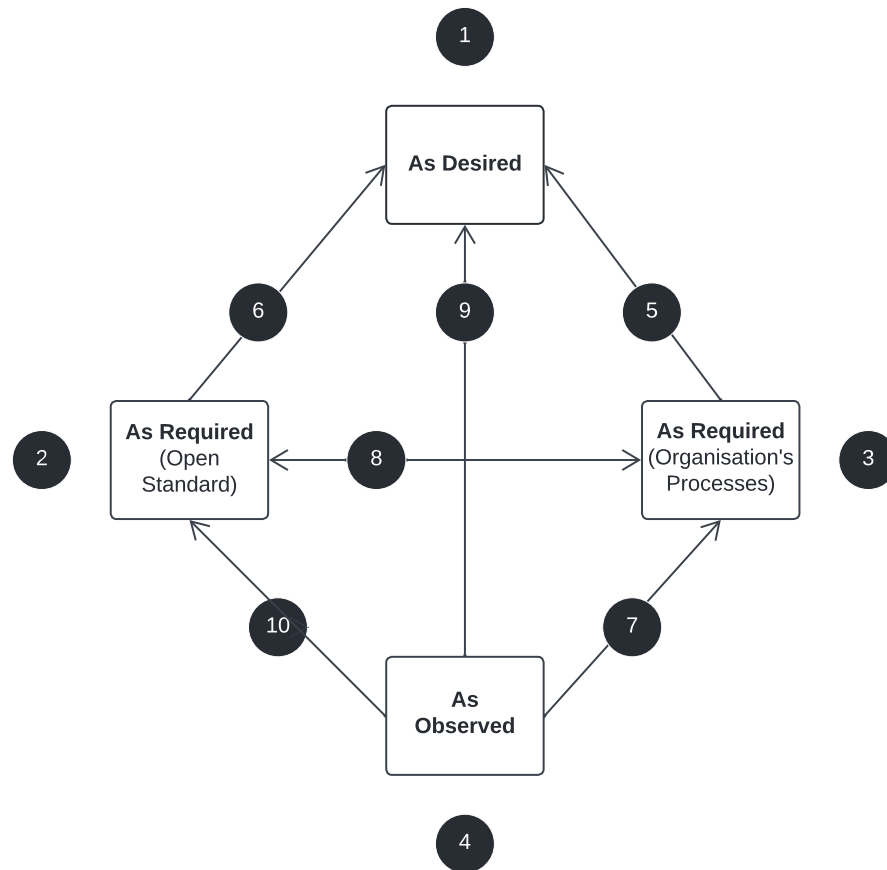 1
As Desired
6
9
5
As Required
(Open
Standard)
As Required
(Organisation's
Processes)
2
8
3
10
7
As
Observed
4